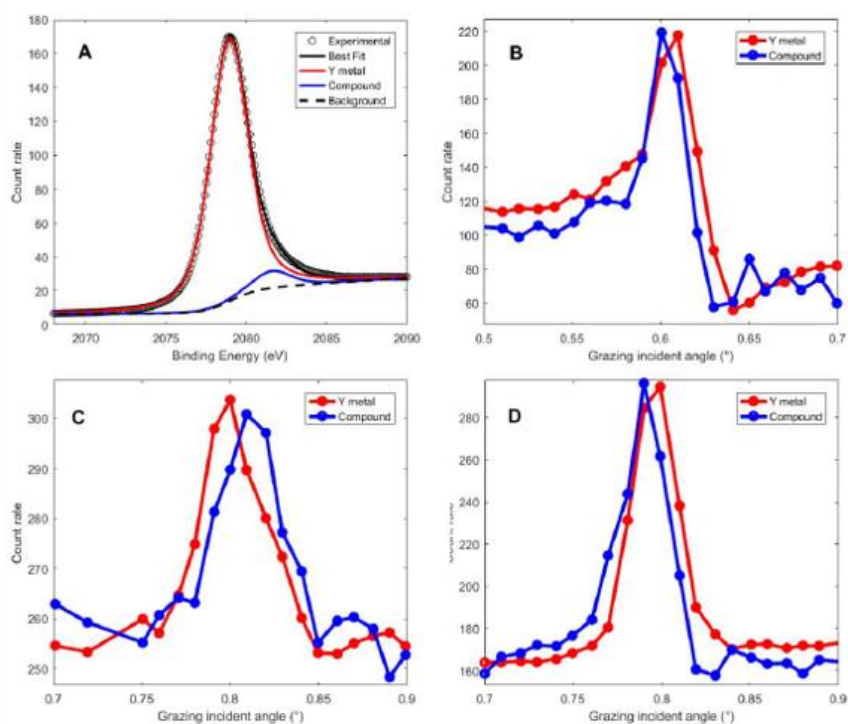 A
Experimental
Best Fit
Y metal
Compound
Background
Count rate
180
160
140
120
100
80
60
40
20
0
2070 2075 2080 2085 2090
Binding Energy (eV)
B
Y metal
Compound
Count rate
220
200
180
160
140
120
100
80
60
0.5 0.55 0.6 0.65 0.7
Grazing incident angle (°)
C
Y metal
Compound
Count rate
300
290
280
270
260
250
0.7 0.75 0.8 0.85 0.9
Grazing incident angle (°)
D
Y metal
Compound
rate
280
260
240
220
200
180
160
0.7 0.75 0.8 0.85 0.9
Grazing incident angle (°)